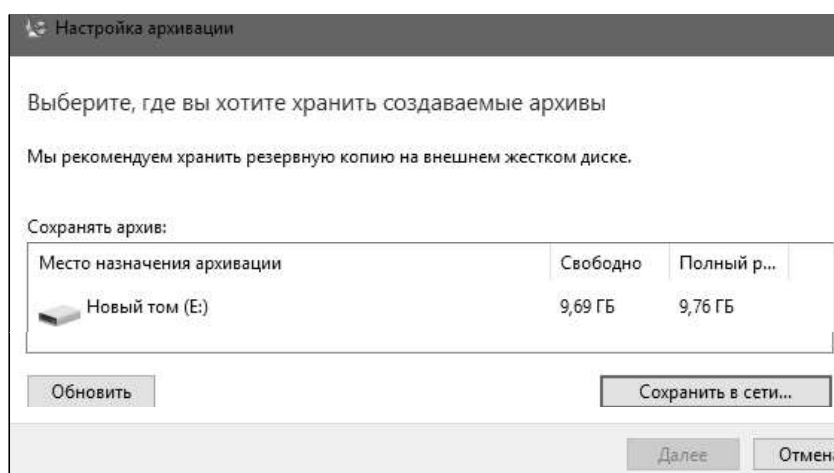 Настройка архивации
Выберите, где вы хотите хранить создаваемые архивы
Мы рекомендуем хранить резервную копию на внешнем жестком диске.
Сохранять архив:
Место назначения архивации Свободно Полный р...
Новый том (E:) 9,69 ГБ 9,76 ГБ
Обновить Сохранить в сети...
Далее Отмена